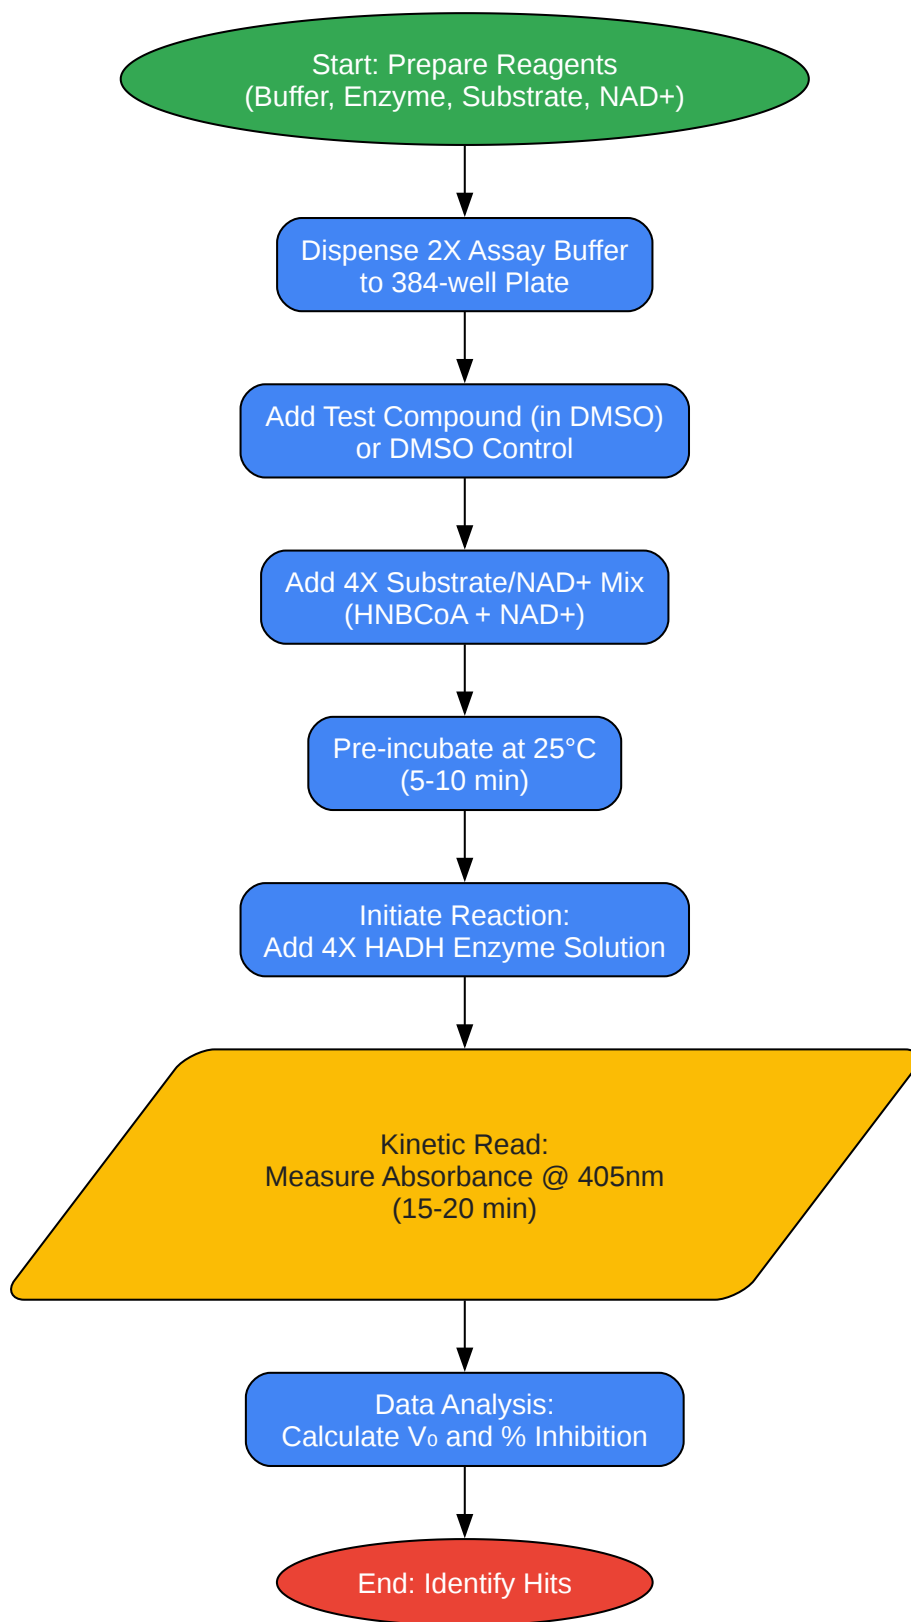 Start: Prepare Reagents
(Buffer, Enzyme, Substrate, NAD+)
Dispense 2X Assay Buffer
to 384-well Plate
Add Test Compound (in DMSO)
or DMSO Control
Add 4X Substrate/NAD+ Mix
(HNBCoA + NAD+)
Pre-incubate at 25°C
(5-10 min)
Initiate Reaction:
Add 4X HADH Enzyme Solution
Kinetic Read:
Measure Absorbance @ 405nm
(15-20 min)
Data Analysis:
Calculate V₀ and % Inhibition
End: Identify Hits